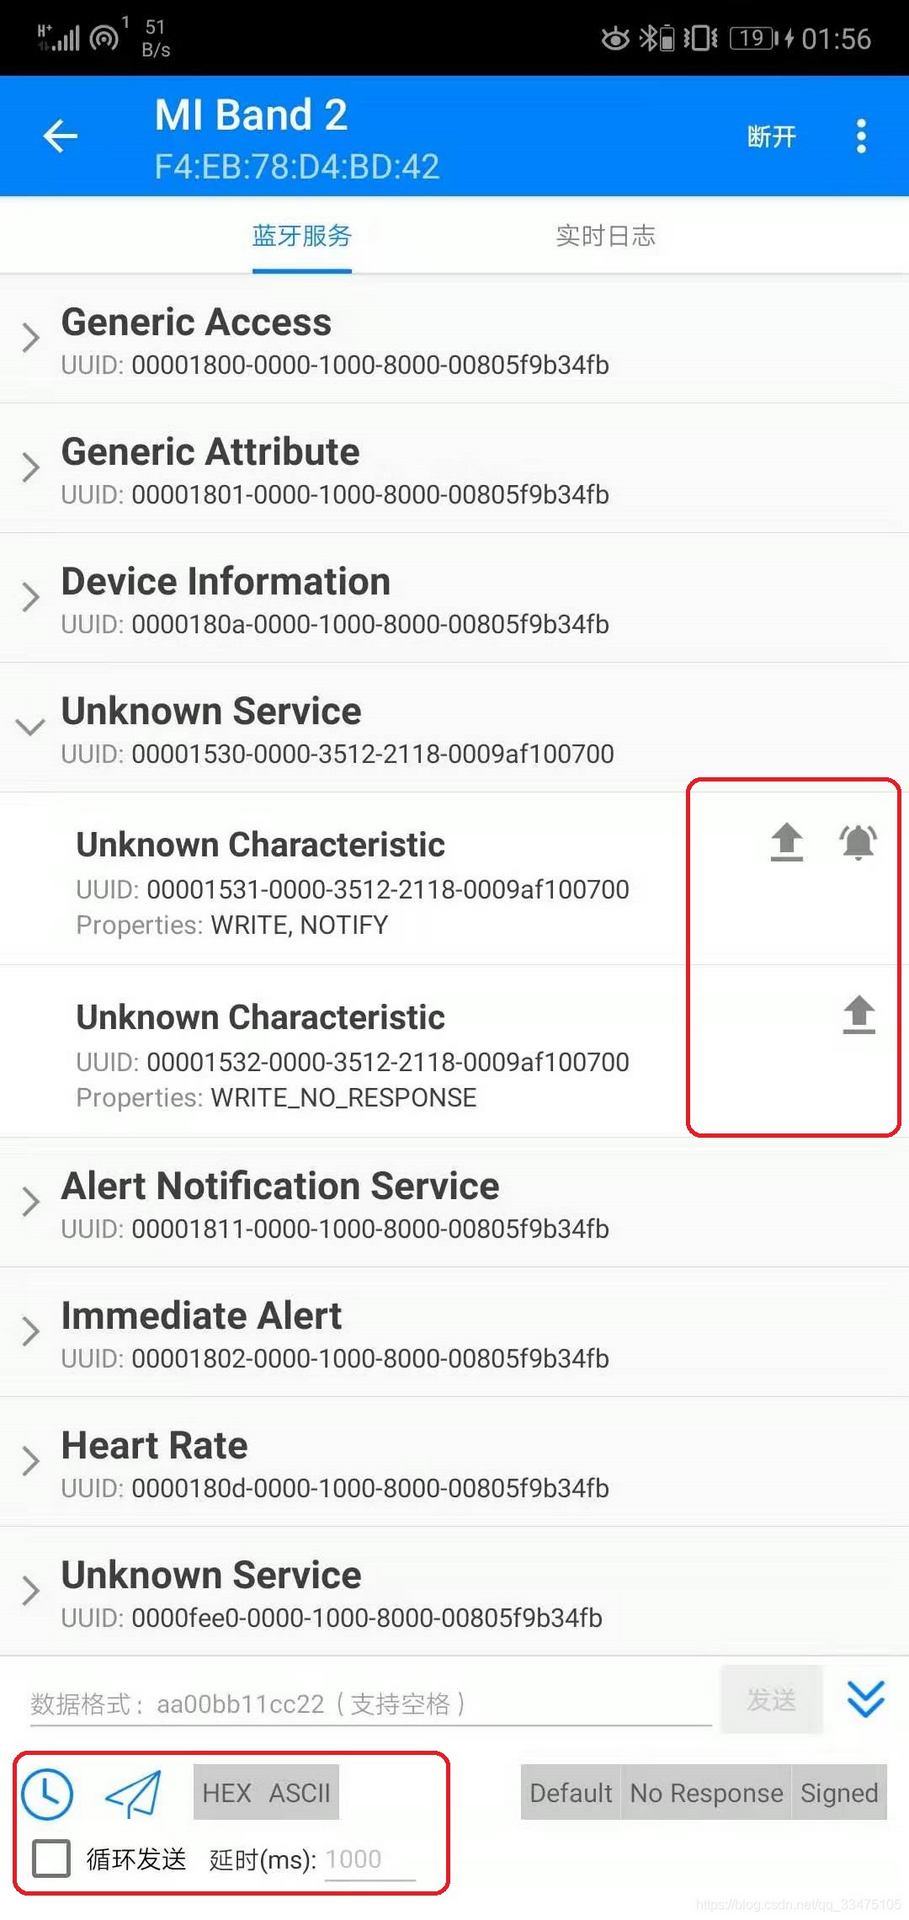 H+
1
51
B/s
19
01:56
MI Band 2
F4:EB:78:D4:BD:42
断开
蓝牙服务
实时日志
Generic Access
UUID: 00001800-0000-1000-8000-00805f9b34fb
Generic Attribute
UUID: 00001801-0000-1000-8000-00805f9b34fb
Device Information
UUID: 0000180a-0000-1000-8000-00805f9b34fb
Unknown Service
UUID: 00001530-0000-3512-2118-0009af100700
Unknown Characteristic
UUID: 00001531-0000-3512-2118-0009af100700
Properties: WRITE, NOTIFY
Unknown Characteristic
UUID: 00001532-0000-3512-2118-0009af100700
Properties: WRITE_NO_RESPONSE
Alert Notification Service
UUID: 00001811-0000-1000-8000-00805f9b34fb
Immediate Alert
UUID: 00001802-0000-1000-8000-00805f9b34fb
Heart Rate
UUID: 0000180d-0000-1000-8000-00805f9b34fb
Unknown Service
UUID: 0000fee0-0000-1000-8000-00805f9b34fb
数据格式：aa00bb11cc22（支持空格）
发送
HEX ASCII
Default No Response Signed
循环发送 延时(ms): 1000
https://blog.csdn.net/qq_33475105